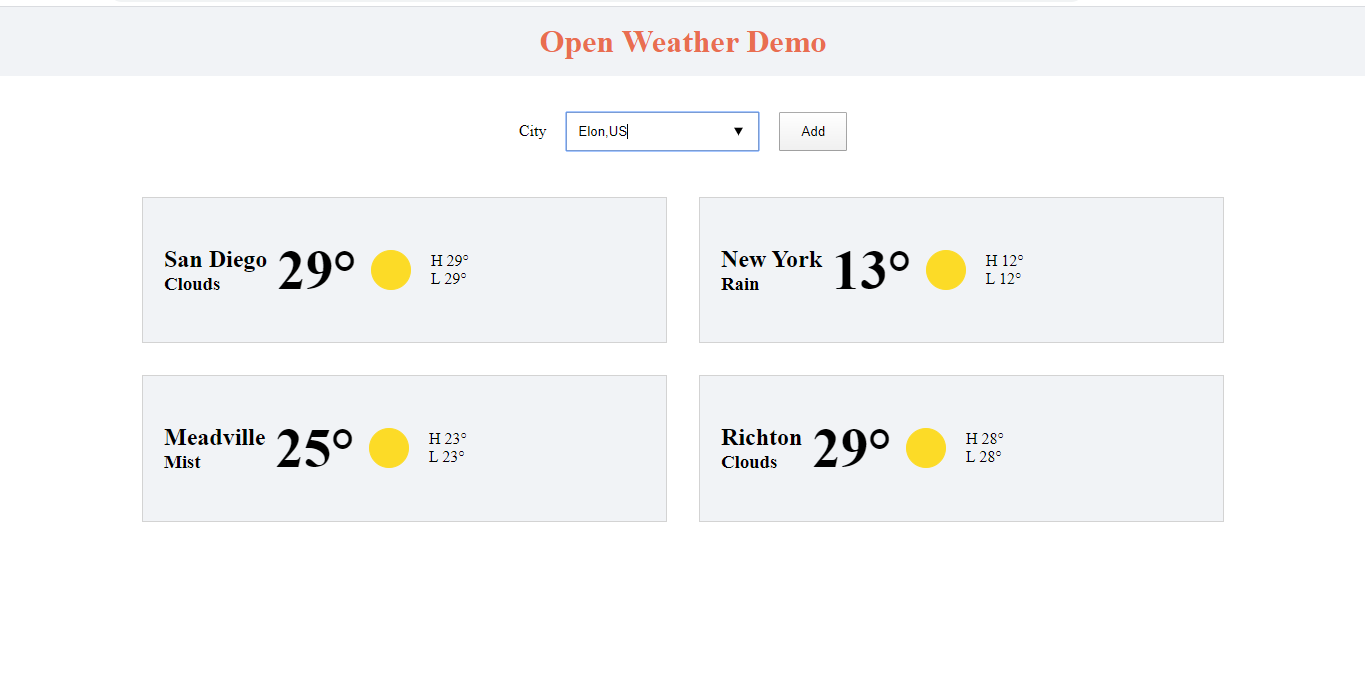 Open Weather Demo
City Elon,US ▼ Add
San Diego 29° H 29°
Clouds L 29°
New York 13° H 12°
Rain L 12°
Meadville 25° H 23°
Mist L 23°
Richton 29° H 28°
Clouds L 28°